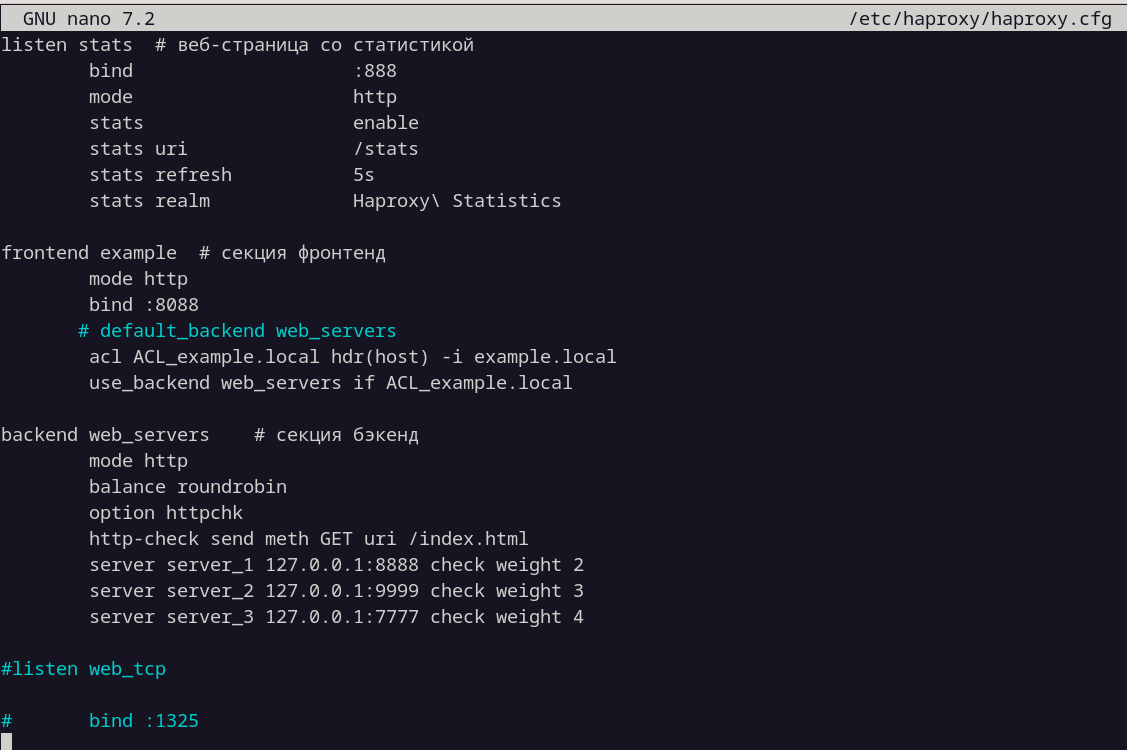 GNU nano 7.2 /etc/haproxy/haproxy.cfg
listen stats  # веб-страница со статистикой
        bind                    :888
        mode                    http
        stats                   enable
        stats uri               /stats
        stats refresh           5s
        stats realm             Haproxy\ Statistics
frontend example  # секция фронтенд
        mode http
        bind :8088
       # default_backend web_servers
        acl ACL_example.local hdr(host) -i example.local
        use_backend web_servers if ACL_example.local
backend web_servers    # секция бэкенд
        mode http
        balance roundrobin
        option httpchk
        http-check send meth GET uri /index.html
        server server_1 127.0.0.1:8888 check weight 2
        server server_2 127.0.0.1:9999 check weight 3
        server server_3 127.0.0.1:7777 check weight 4
#listen web_tcp
#       bind :1325